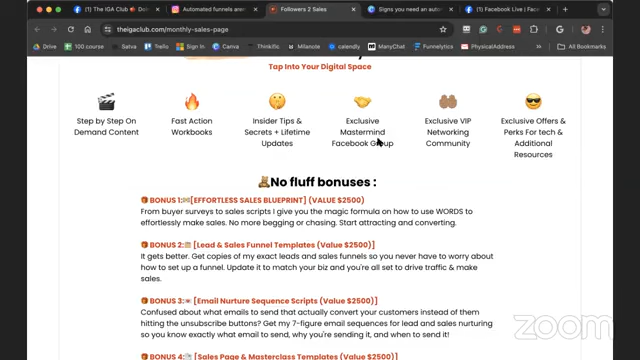 The IGA Club
Automated funnels aren
Followers 2 Sales
Signs you need an autom
Facebook Live | Faceb
theigaclub.com/monthly-sales-page
Drive
100 course
Sain
Trello
Sain IG
Canva
Thinkific
Milanote
calendly
ManyChat
Funnelytics
PhysicalAddress
All Bookmarks
Tap Into Your Digital Space
Step by Step On
Demand Content
Fast Action
Workbooks
Insider Tips &
Secrets + Lifetime
Updates
Exclusive
Mastermind
Facebook Group
Exclusive VIP
Networking
Community
Exclusive Offers &
Perks For tech &
Additional
Resources
No fluff bonuses :
BONUS 1: [EFFORTLESS SALES BLUEPRINT] (VALUE $2500)
From buyer surveys to sales scripts I give you the magic formula on how to use WORDS to
effortlessly make sales. No more begging or chasing. Start attracting and converting.
BONUS 2: [Lead & Sales Funnel Templates (Value $2500)]
It gets better. Get copies of my exact leads and sales funnels so you never have to worry about
how to set up a funnel. Update it to match your biz and you're all set to drive traffic & make
sales.
BONUS 3: [Email Nurture Sequence Scripts (Value $2500)]
Confused about what emails to send that actually convert your customers instead of them
hitting the unsubscribe buttons? Get my 7-figure email sequences for lead and sales nurturing
so you know exactly what email to send, why you're sending it, and when to send it!
BONUS 4: [Sales Page & Masterclass Templates (Value $2500)]
zoom